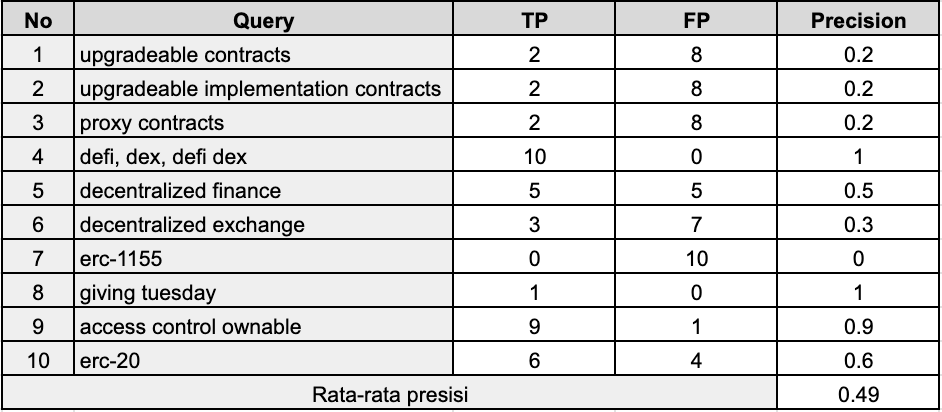 No Query TP FP Precision
1 upgradeable contracts 2 8 0.2
2 upgradeable implementation contracts 2 8 0.2
3 proxy contracts 2 8 0.2
4 defi, dex, defi dex 10 0 1
5 decentralized finance 5 5 0.5
6 decentralized exchange 3 7 0.3
7 erc-1155 0 10 0
8 giving tuesday 1 0 1
9 access control ownable 9 1 0.9
10 erc-20 6 4 0.6
Rata-rata presisi 0.49